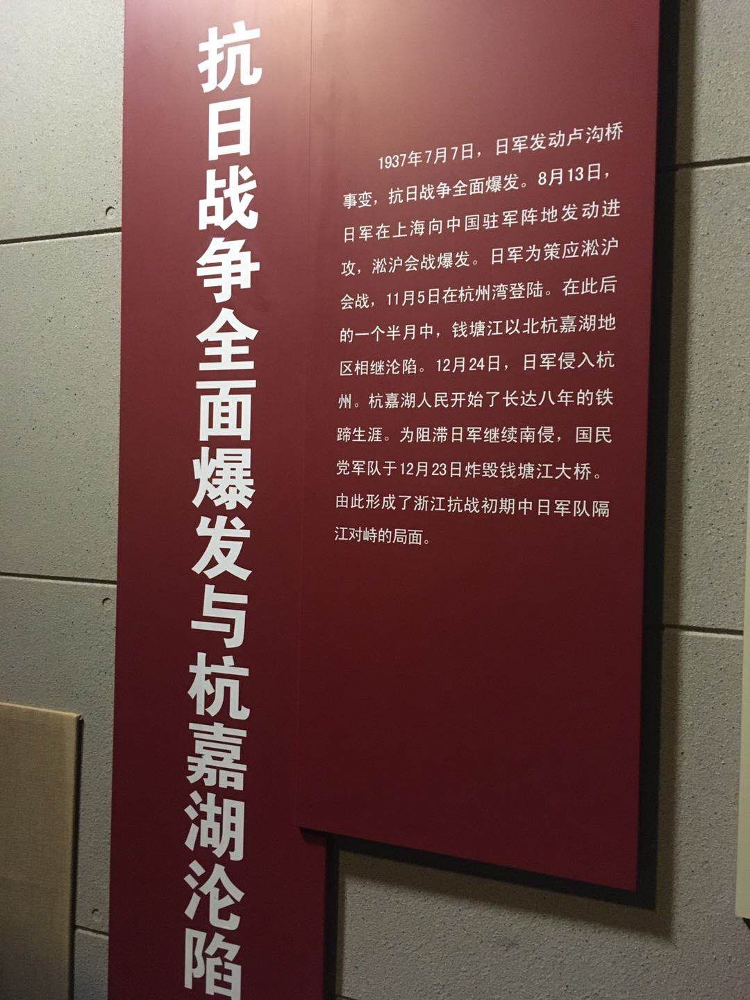 抗日战争全面爆发与杭嘉湖沦陷
1937年7月7日，日军发动卢沟桥
事变，抗日战争全面爆发。8月13日，
日军在上海向中国驻军阵地发动进
攻，淞沪会战爆发。日军为策应淞沪
会战，11月5日在杭州湾登陆。在此后
的一个半月中，钱塘江以北杭嘉湖地
区相继沦陷。12月24日，日军侵入杭
州。杭嘉湖人民开始了长达八年的铁
蹄生涯。为阻滞日军继续南侵，国民
党军队于12月23日炸毁钱塘江大桥。
由此形成了浙江抗战初期中日军队隔
江对峙的局面。